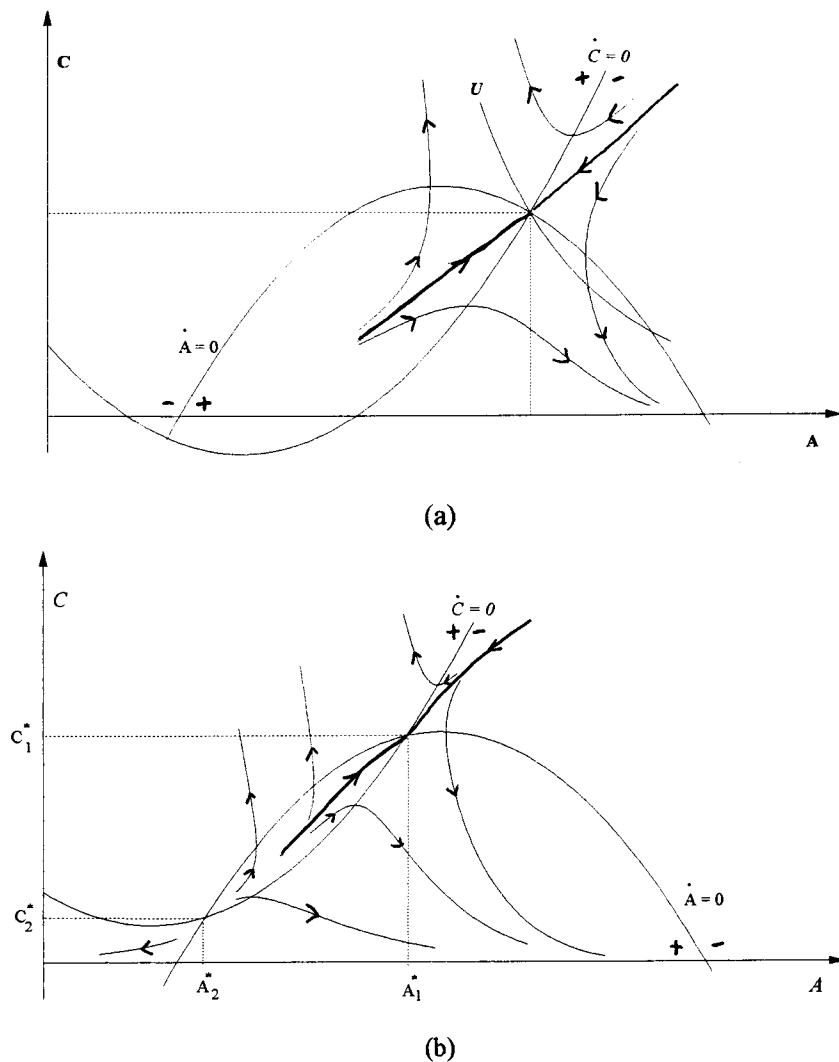 C
Ċ = 0
+ -
U
Ȧ = 0
- +
A
(a)
C
Ċ = 0
+ -
C*1
C*2
Ȧ = 0
+ -
A*2
A*1
A
(b)